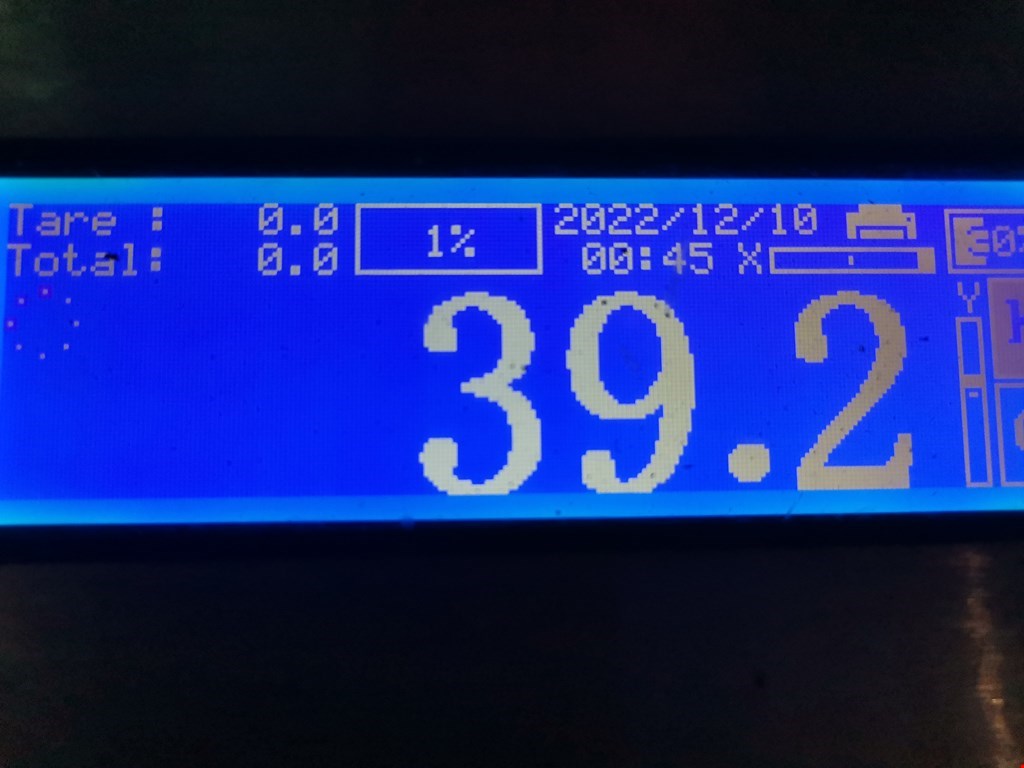 Tare : 0.0
Total: 0.0
1%
2022/12/10
00:45 X
Y
39.2